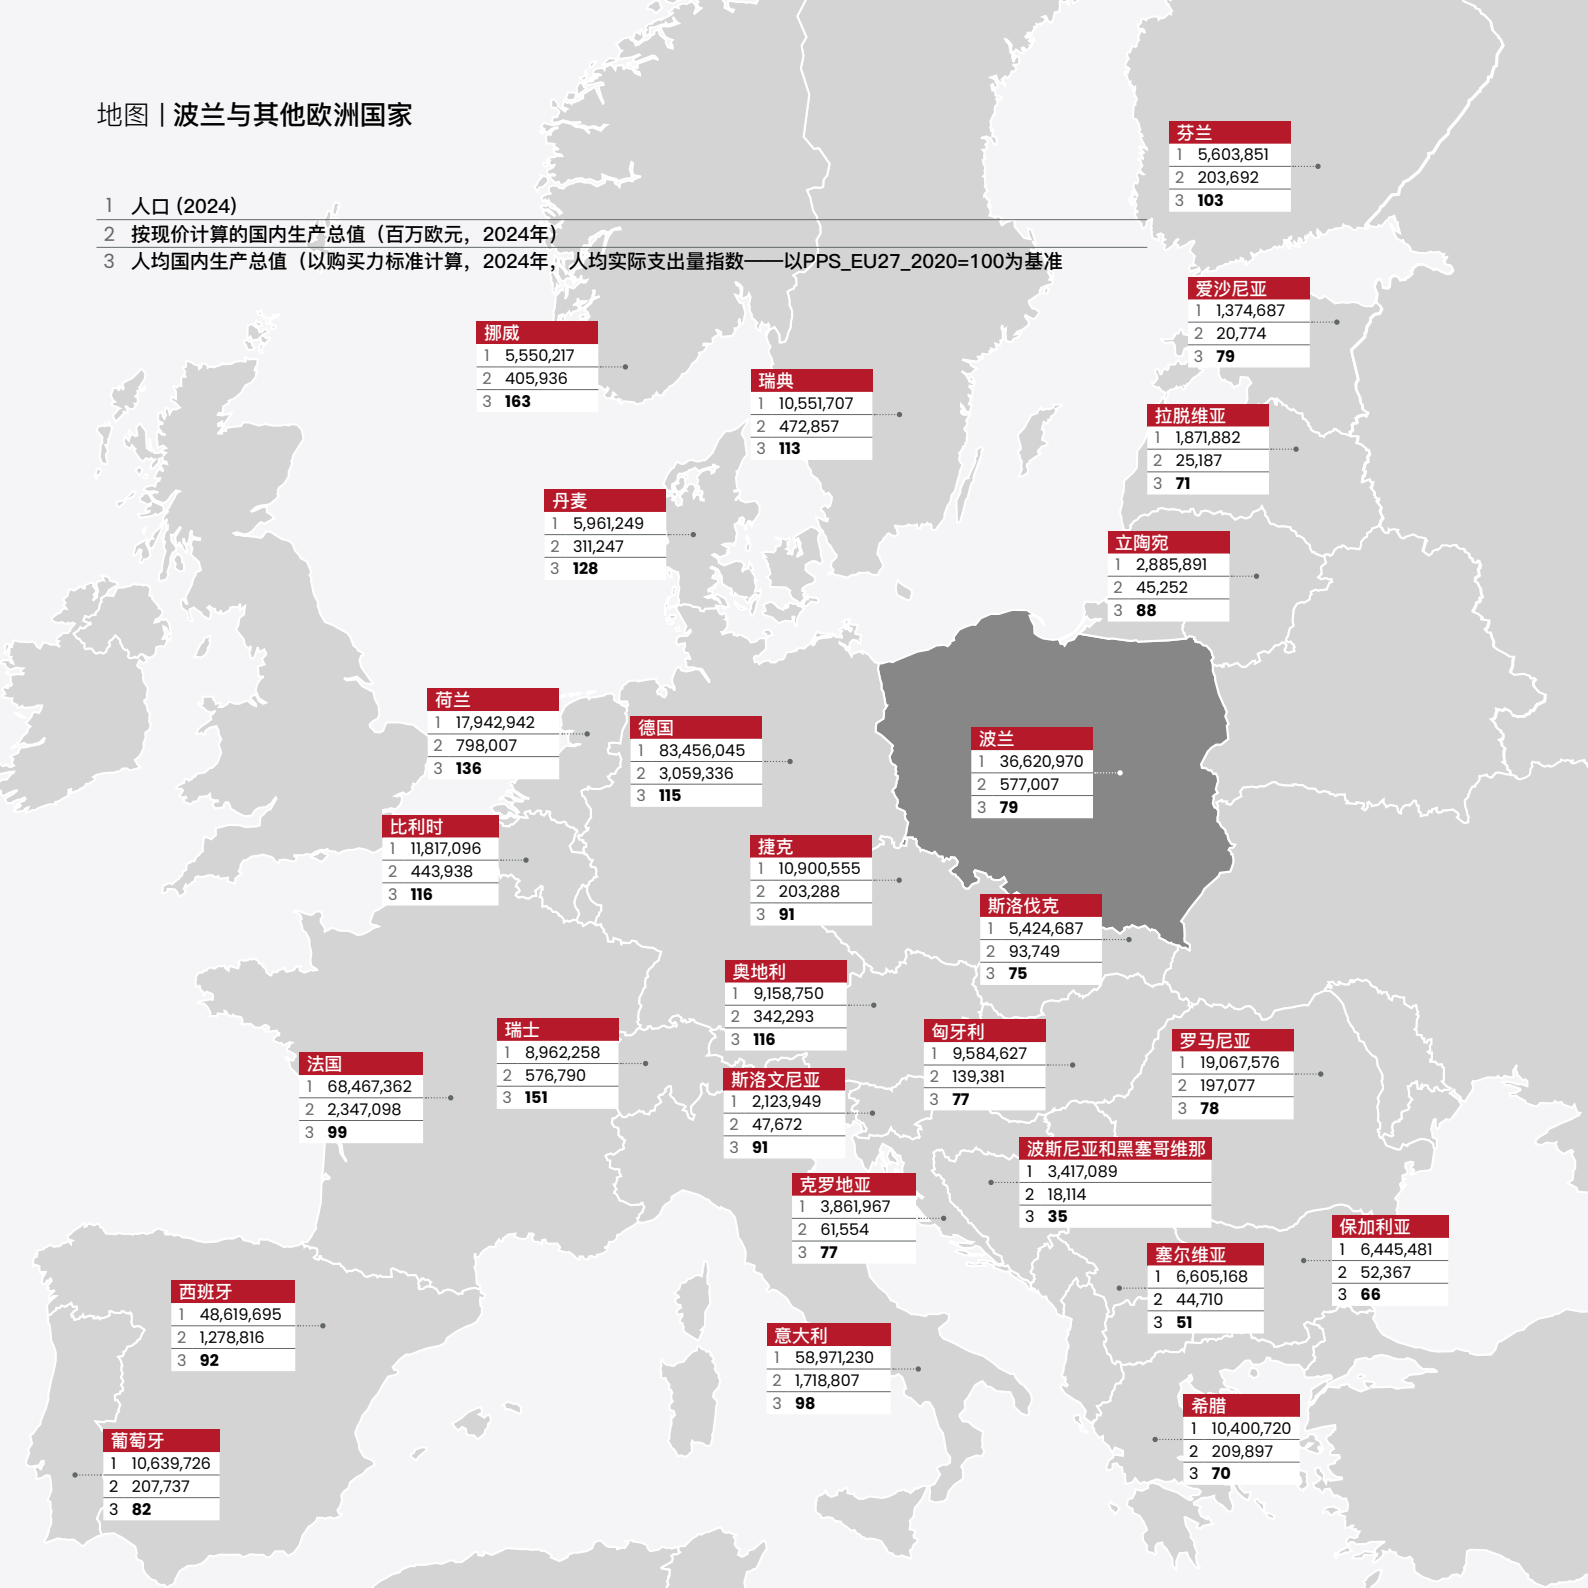 地图 | 波兰与其他欧洲国家
1 人口 (2024)
2 按现价计算的国内生产总值（百万欧元，2024年）
3 人均国内生产总值（以购买力标准计算，2024年，人均实际支出量指数——以PPS_EU27_2020=100为基准
芬兰
1 5,603,851
2 203,692
3 103
爱沙尼亚
1 1,374,687
2 20,774
3 79
挪威
1 5,550,217
2 405,936
3 163
瑞典
1 10,551,707
2 472,857
3 113
拉脱维亚
1 1,871,882
2 25,187
3 71
丹麦
1 5,961,249
2 311,247
3 128
立陶宛
1 2,885,891
2 45,252
3 88
荷兰
1 17,942,942
2 798,007
3 136
德国
1 83,456,045
2 3,059,336
3 115
波兰
1 36,620,970
2 577,007
3 79
比利时
1 11,817,096
2 443,938
3 116
捷克
1 10,900,555
2 203,288
3 91
斯洛伐克
1 5,424,687
2 93,749
3 75
奥地利
1 9,158,750
2 342,293
3 116
瑞士
1 8,962,258
2 576,790
3 151
匈牙利
1 9,584,627
2 139,381
3 77
罗马尼亚
1 19,067,576
2 197,077
3 78
法国
1 68,467,362
2 2,347,098
3 99
斯洛文尼亚
1 2,123,949
2 47,672
3 91
波斯尼亚和黑塞哥维那
1 3,417,089
2 18,114
3 35
克罗地亚
1 3,861,967
2 61,554
3 77
保加利亚
1 6,445,481
2 52,367
3 66
塞尔维亚
1 6,605,168
2 44,710
3 51
西班牙
1 48,619,695
2 1,278,816
3 92
意大利
1 58,971,230
2 1,718,807
3 98
希腊
1 10,400,720
2 209,897
3 70
葡萄牙
1 10,639,726
2 207,737
3 82